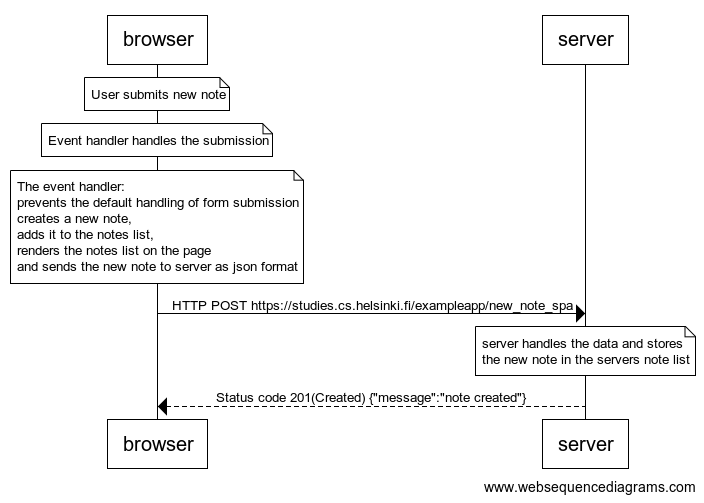 browser
server
User submits new note
Event handler handles the submission
The event handler:
prevents the default handling of form submission
creates a new note,
adds it to the notes list,
renders the notes list on the page
and sends the new note to server as json format
HTTP POST https://studies.cs.helsinki.fi/exampleapp/new_note_spa
server handles the data and stores
the new note in the servers note list
Status code 201(Created) {"message":"note created"}
browser
server
www.websequencediagrams.com